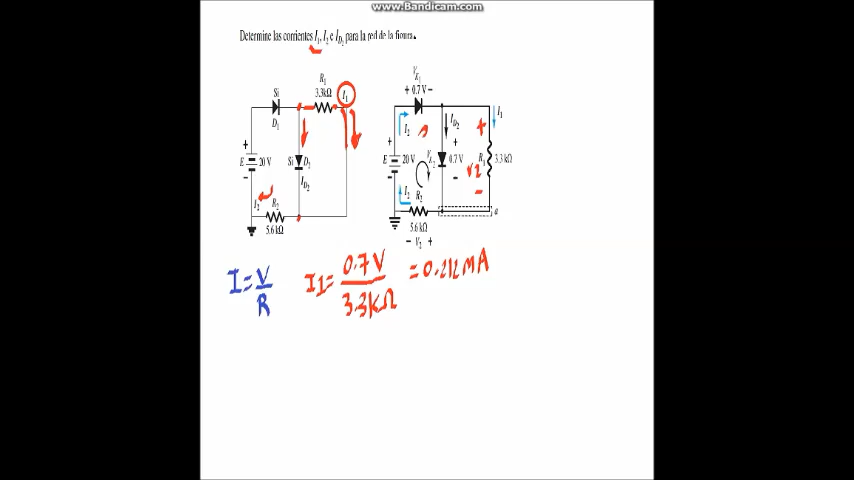 www.Bandicam.com
Determine las corrientes I1, I2 e ID2 para la red de la figura.
R1
3.3kΩ
I1
Si
D1
+
E 20 V
−
Si D2
ID2
I2
R2
5.6 kΩ
VK1
+ 0.7 V −
I2
ID2
I1
+
+
+
E 20 V
VK2
0.7 V
R1
3.3 kΩ
−
−
−
I2
R2
a
5.6 kΩ
− V2 +
I = V/R
I1 = 0.7V/3.3KΩ = 0.212 MA